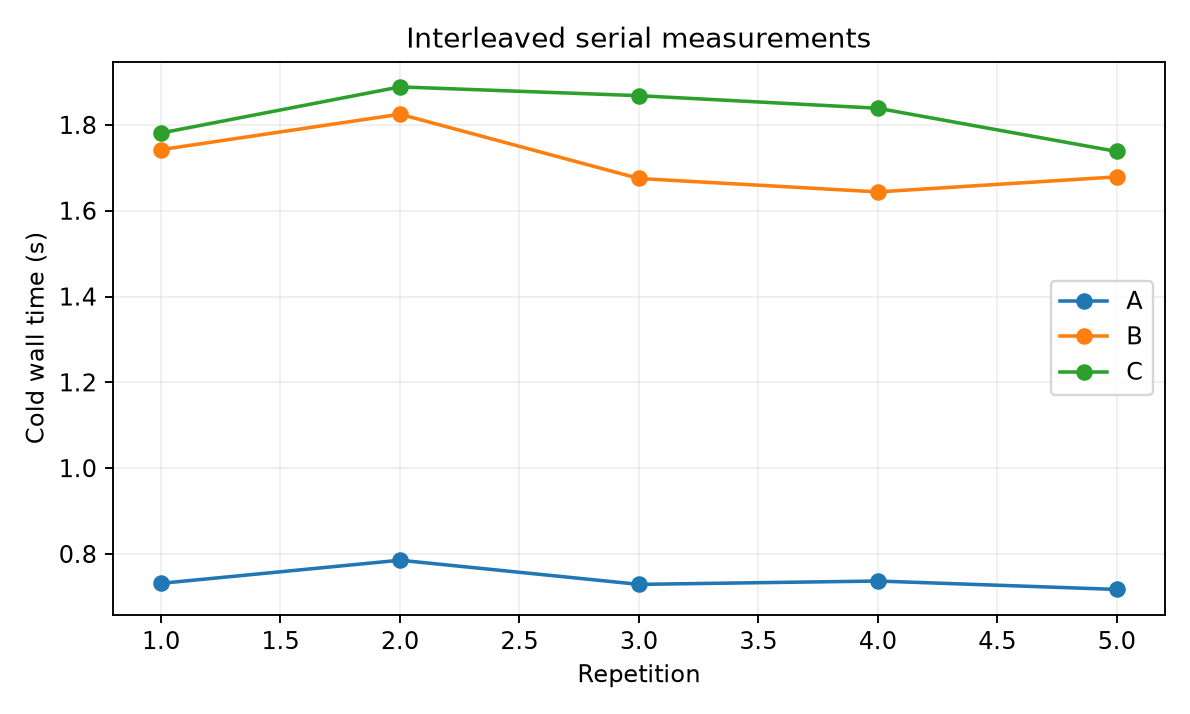 Interleaved serial measurements
Cold wall time (s)
1.8
1.6
1.4
1.2
1.0
0.8
A
B
C
1.0 1.5 2.0 2.5 3.0 3.5 4.0 4.5 5.0
Repetition